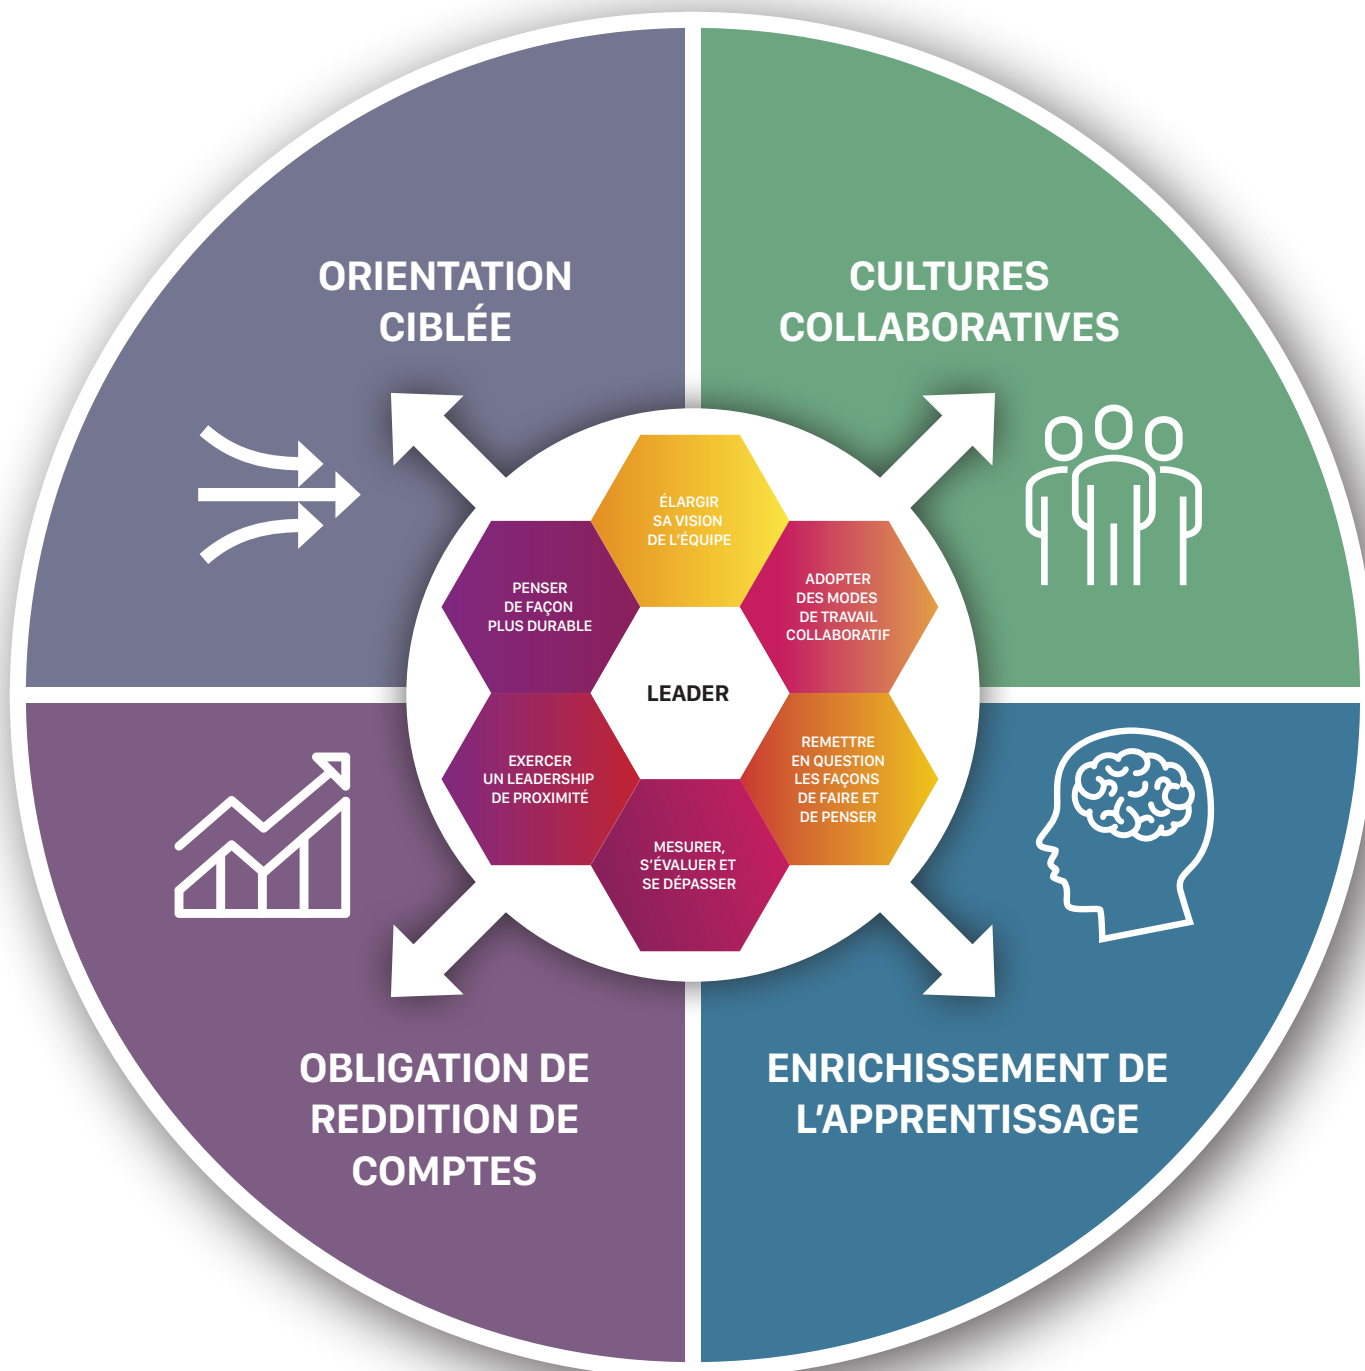 ORIENTATION
CIBLÉE
CULTURES
COLLABORATIVES
ÉLARGIR
SA VISION
DE L'ÉQUIPE
PENSER
DE FAÇON
PLUS DURABLE
ADOPTER
DES MODES
DE TRAVAIL
COLLABORATIF
LEADER
EXERCER
UN LEADERSHIP
DE PROXIMITÉ
REMETTRE
EN QUESTION
LES FAÇONS
DE FAIRE ET
DE PENSER
MESURER,
S'ÉVALUER ET
SE DÉPASSER
OBLIGATION DE
REDDITION DE
COMPTES
ENRICHISSEMENT DE
L'APPRENTISSAGE